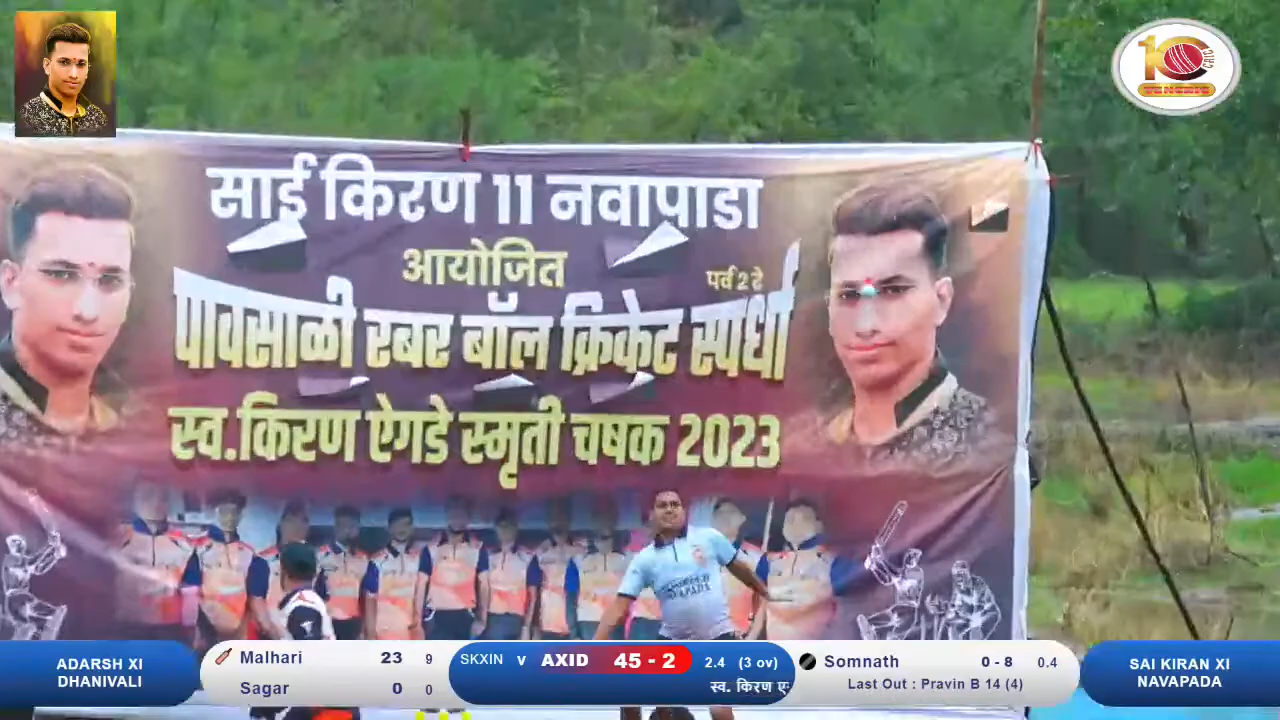 साई किरण 11 नवापाडा
आयोजित
पर्व 2 रे
पावसाळी रबर बॉल क्रिकेट स्पर्धा
स्व.किरण ऐगडे स्मृती चषक 2023
ADARSH XI
DHANIVALI
Malhari 23 9
Sagar 0 0
SKXIN v AXID 45 - 2 2.4 (3 ov)
स्व. किरण
Somnath 0 - 8 0.4
Last Out : Pravin B 14 (4)
SAI KIRAN XI
NAVAPADA